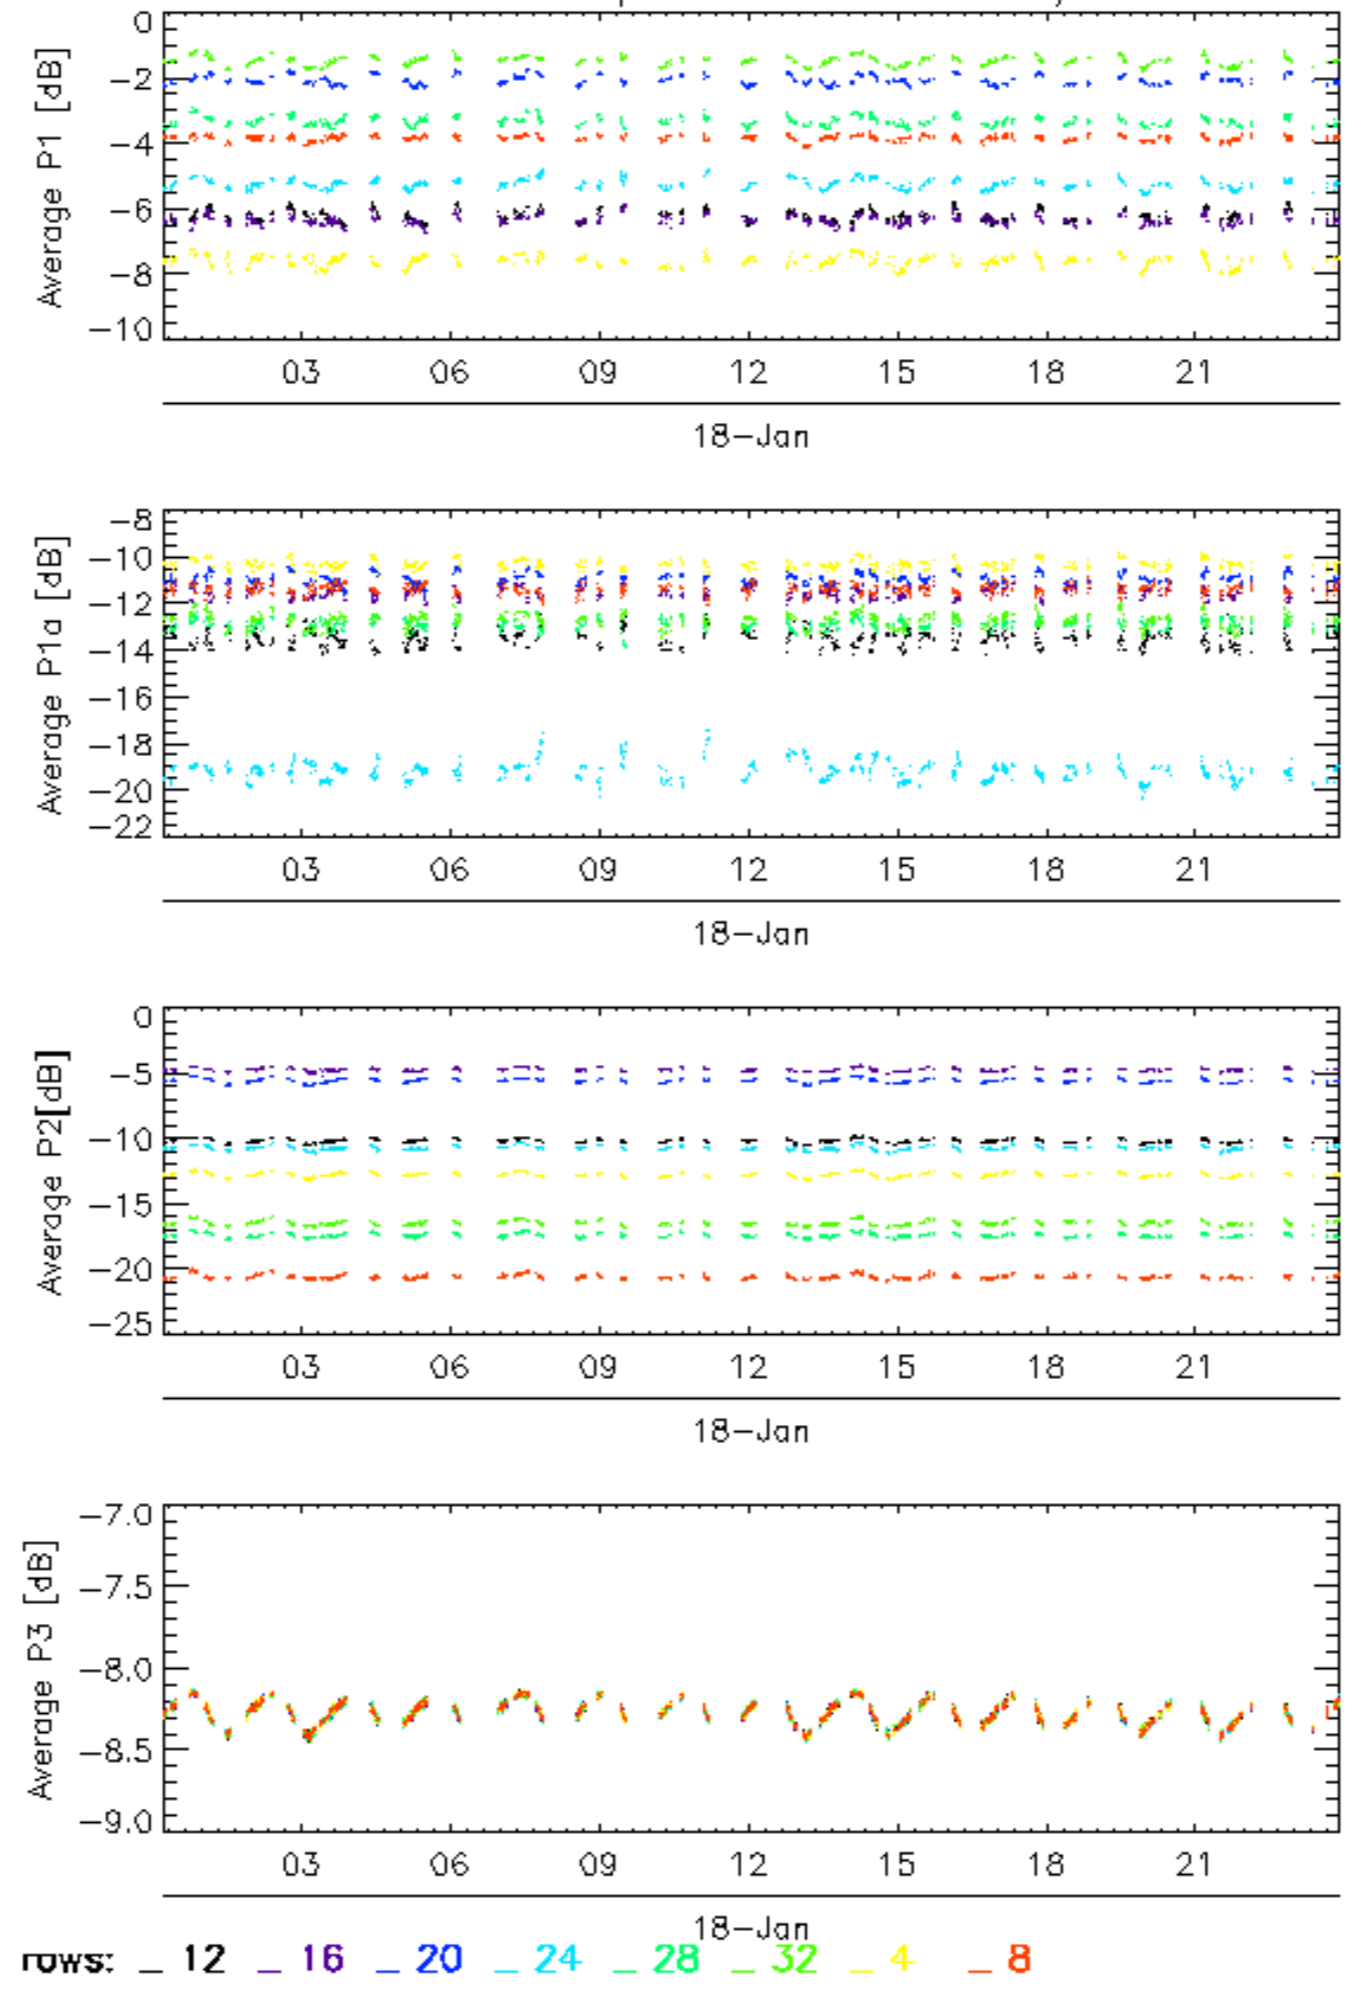 Average P1 [dB]
0
−2
−4
−6
−8
−10
03 06 09 12 15 18 21
18−Jan
Average P1a [dB]
−8
−10
−12
−14
−16
−18
−20
−22
03 06 09 12 15 18 21
18−Jan
Average P2[dB]
0
−5
−10
−15
−20
−25
03 06 09 12 15 18 21
18−Jan
Average P3 [dB]
−7.0
−7.5
−8.0
−8.5
−9.0
03 06 09 12 15 18 21
18−Jan
rows: _ 12 _ 16 _ 20 _ 24 _ 28 _ 32 _ 4 _ 8